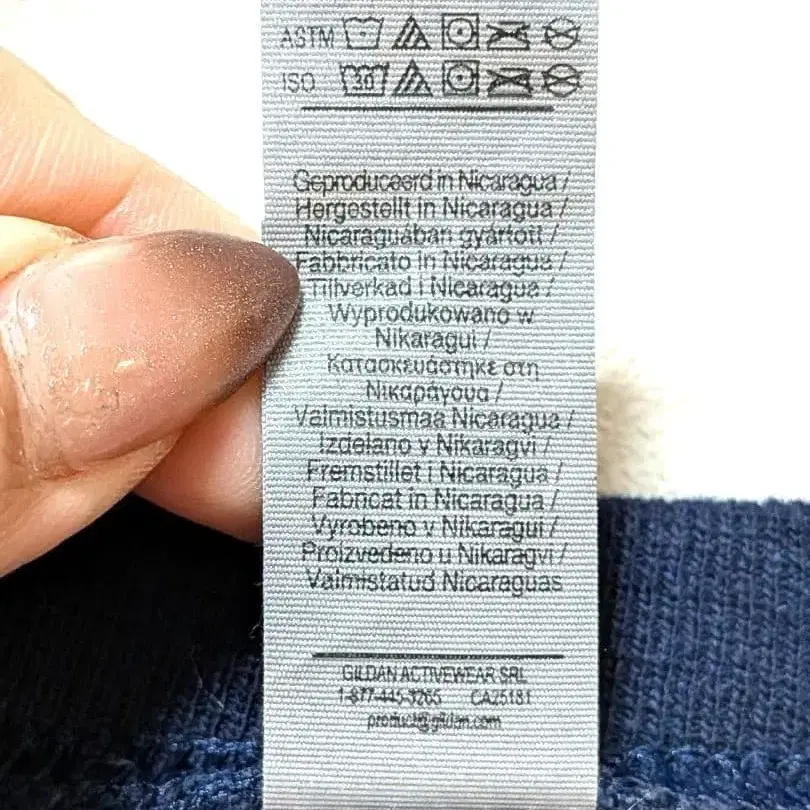 ASTM
ISO 30
Geproduceerd in Nicaragua /
Hergestellt in Nicaragua /
Nicaraguában gyártott /
Fabbricato in Nicaragua /
Tillverkad i Nicaragua /
Wyprodukowano w
Nikaragui /
Κατασκευάστηκε στη
Νικαράγουα /
Valmistusmaa Nicaragua /
Izdelano v Nikaragvi /
Fremstillet i Nicaragua /
Fabricat in Nicaragua /
Vyrobeno v Nikaragui /
Proizvedeno u Nikaragvi /
Valmistatud Nicaraguas
GILDAN ACTIVEWEAR SRL
1-877-445-3265 CA25181
product@gildan.com